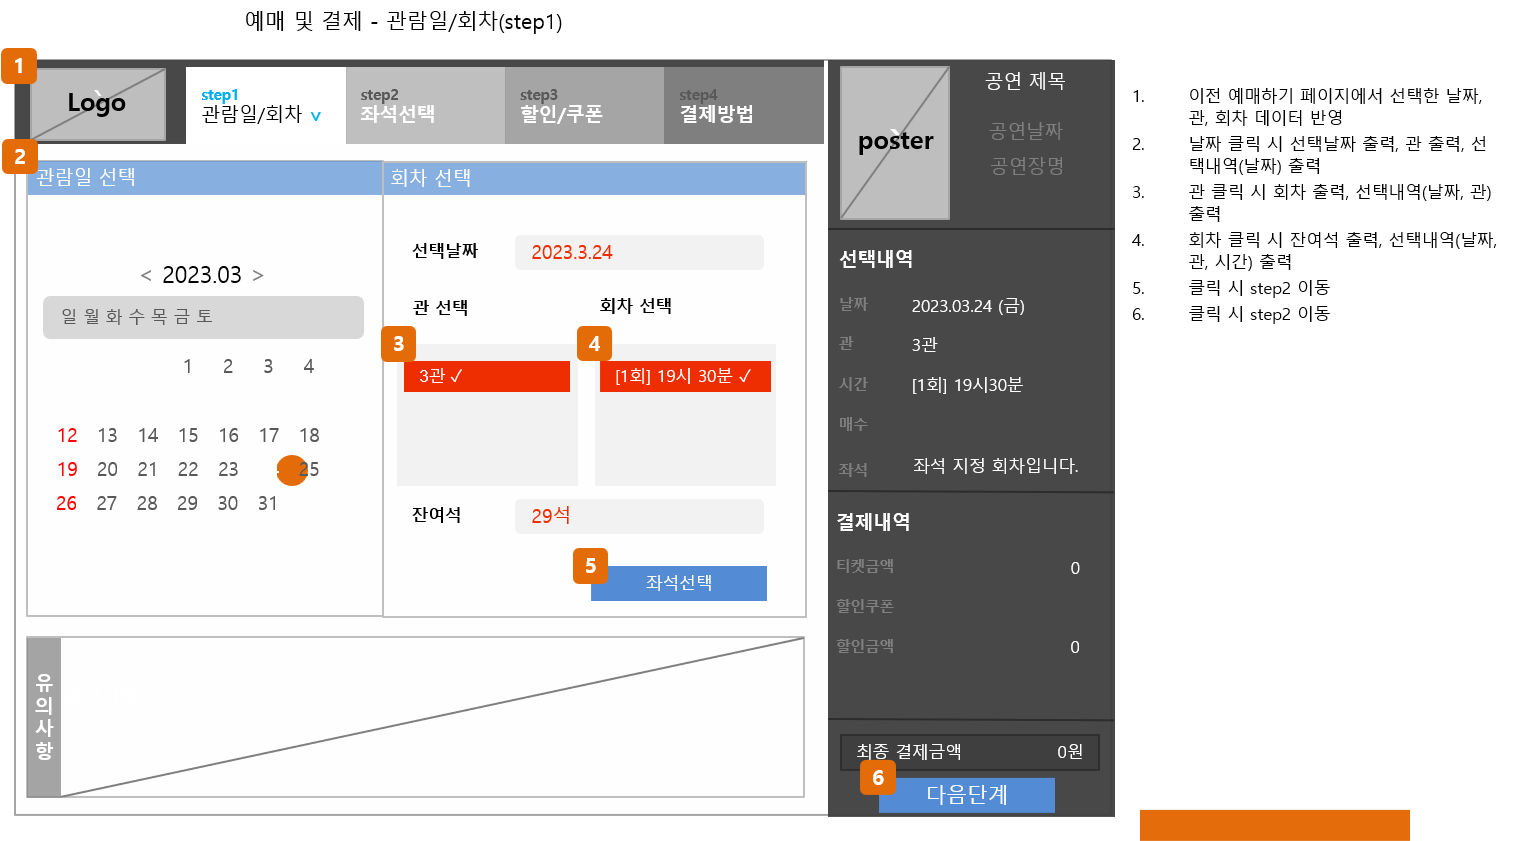 예매 및 결제 - 관람일/회차(step1)
1
Logo
step1
관람일/회차 v
step2
좌석선택
step3
할인/쿠폰
step4
결제방법
2
관람일 선택
회차 선택
< 2023.03 >
일 월 화 수 목 금 토
1 2 3 4
12 13 14 15 16 17 18
19 20 21 22 23 25
26 27 28 29 30 31
선택날짜
2023.3.24
관 선택
회차 선택
3
3관 ✓
4
[1회] 19시 30분 ✓
잔여석
29석
5
좌석선택
유의사항
poster
공연 제목
공연날짜
공연장명
선택내역
날짜 2023.03.24 (금)
관 3관
시간 [1회] 19시30분
매수
좌석 좌석 지정 회차입니다.
결제내역
티켓금액 0
할인쿠폰
할인금액 0
최종 결제금액 0원
6
다음단계
1. 이전 예매하기 페이지에서 선택한 날짜,
관, 회차 데이터 반영
2. 날짜 클릭 시 선택날짜 출력, 관 출력, 선
택내역(날짜) 출력
3. 관 클릭 시 회차 출력, 선택내역(날짜, 관)
출력
4. 회차 클릭 시 잔여석 출력, 선택내역(날짜,
관, 시간) 출력
5. 클릭 시 step2 이동
6. 클릭 시 step2 이동